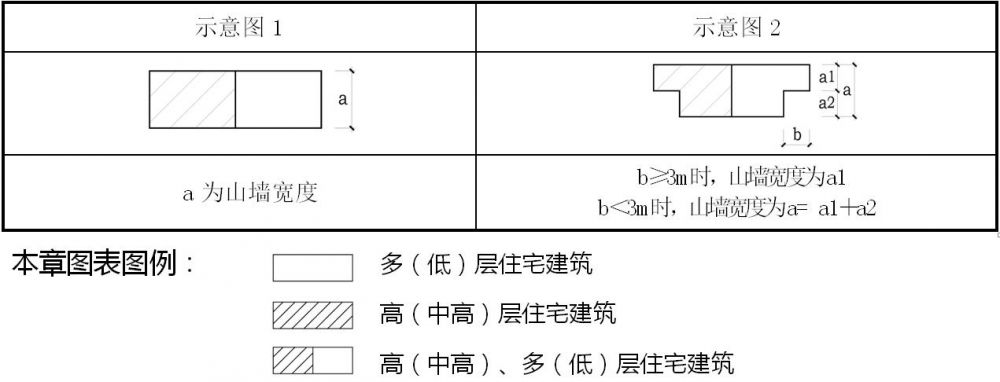 示意图1
示意图2
a
a1
a
a2
b
a为山墙宽度
b≥3m时，山墙宽度为a1
b<3m时，山墙宽度为a= a1+a2
本章图表图例：
多（低）层住宅建筑
高（中高）层住宅建筑
高（中高）、多（低）层住宅建筑